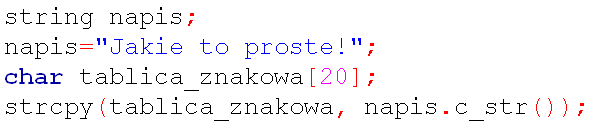 string napis;
napis="Jakie to proste!";
char tablica_znakowa[20];
strcpy(tablica_znakowa, napis.c_str());